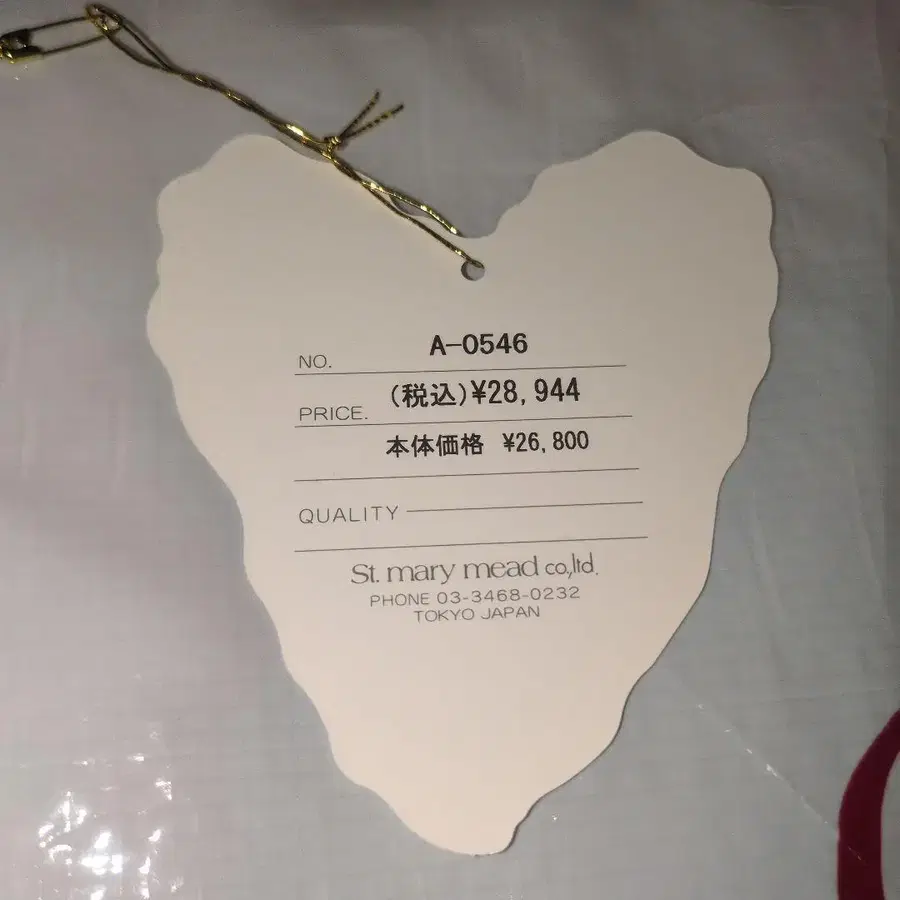 NO. A-0546
PRICE. (税込)¥28,944
本体価格 ¥26,800
QUALITY
St. mary mead co.,ltd.
PHONE 03-3468-0232
TOKYO JAPAN